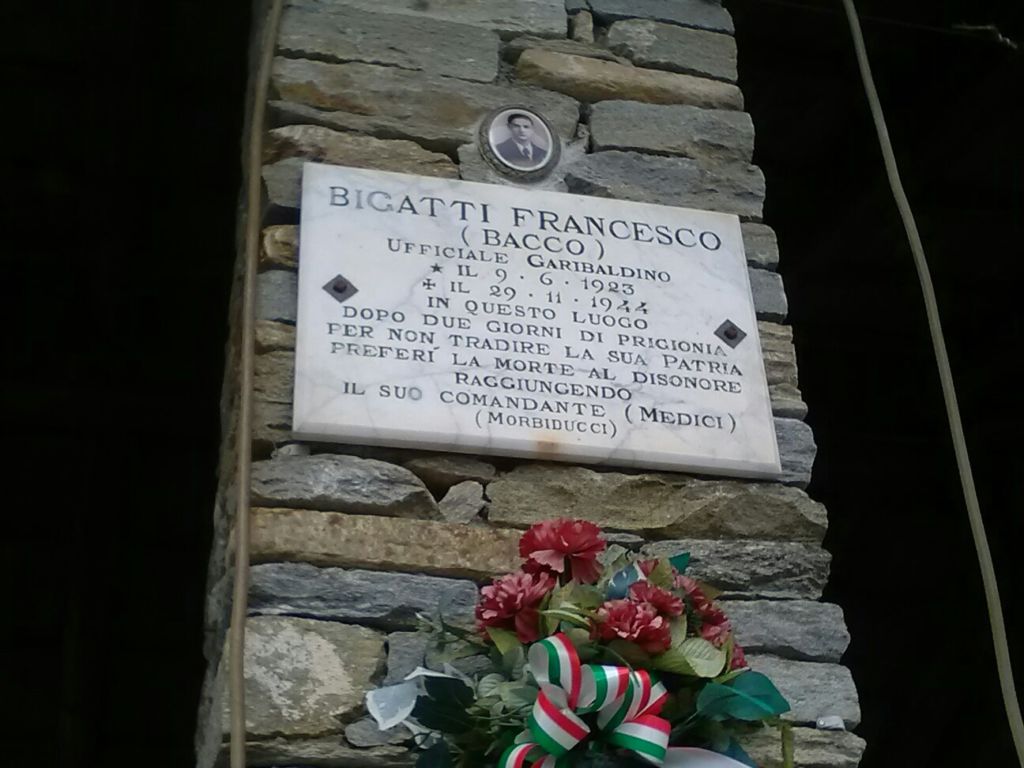 BIGATTI FRANCESCO
( BACCO )
UFFICIALE GARIBALDINO
★ IL 9 · 6 · 1923
✝ IL 29 · 11 · 1944
IN QUESTO LUOGO
DOPO DUE GIORNI DI PRIGIONIA
PER NON TRADIRE LA SUA PATRIA
PREFERÍ LA MORTE AL DISONORE
RAGGIUNGENDO
IL SUO COMANDANTE (MEDICI)
(MORBIDUCCI)